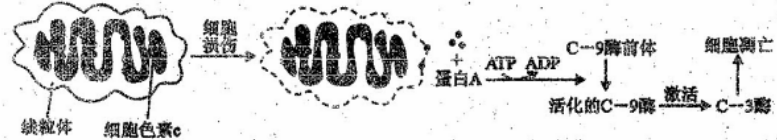 细胞
损伤
线粒体
细胞色素c
+
蛋白A
ATP ADP
C-9酶前体
活化的C-9酶
激活
C-3酶
细胞凋亡